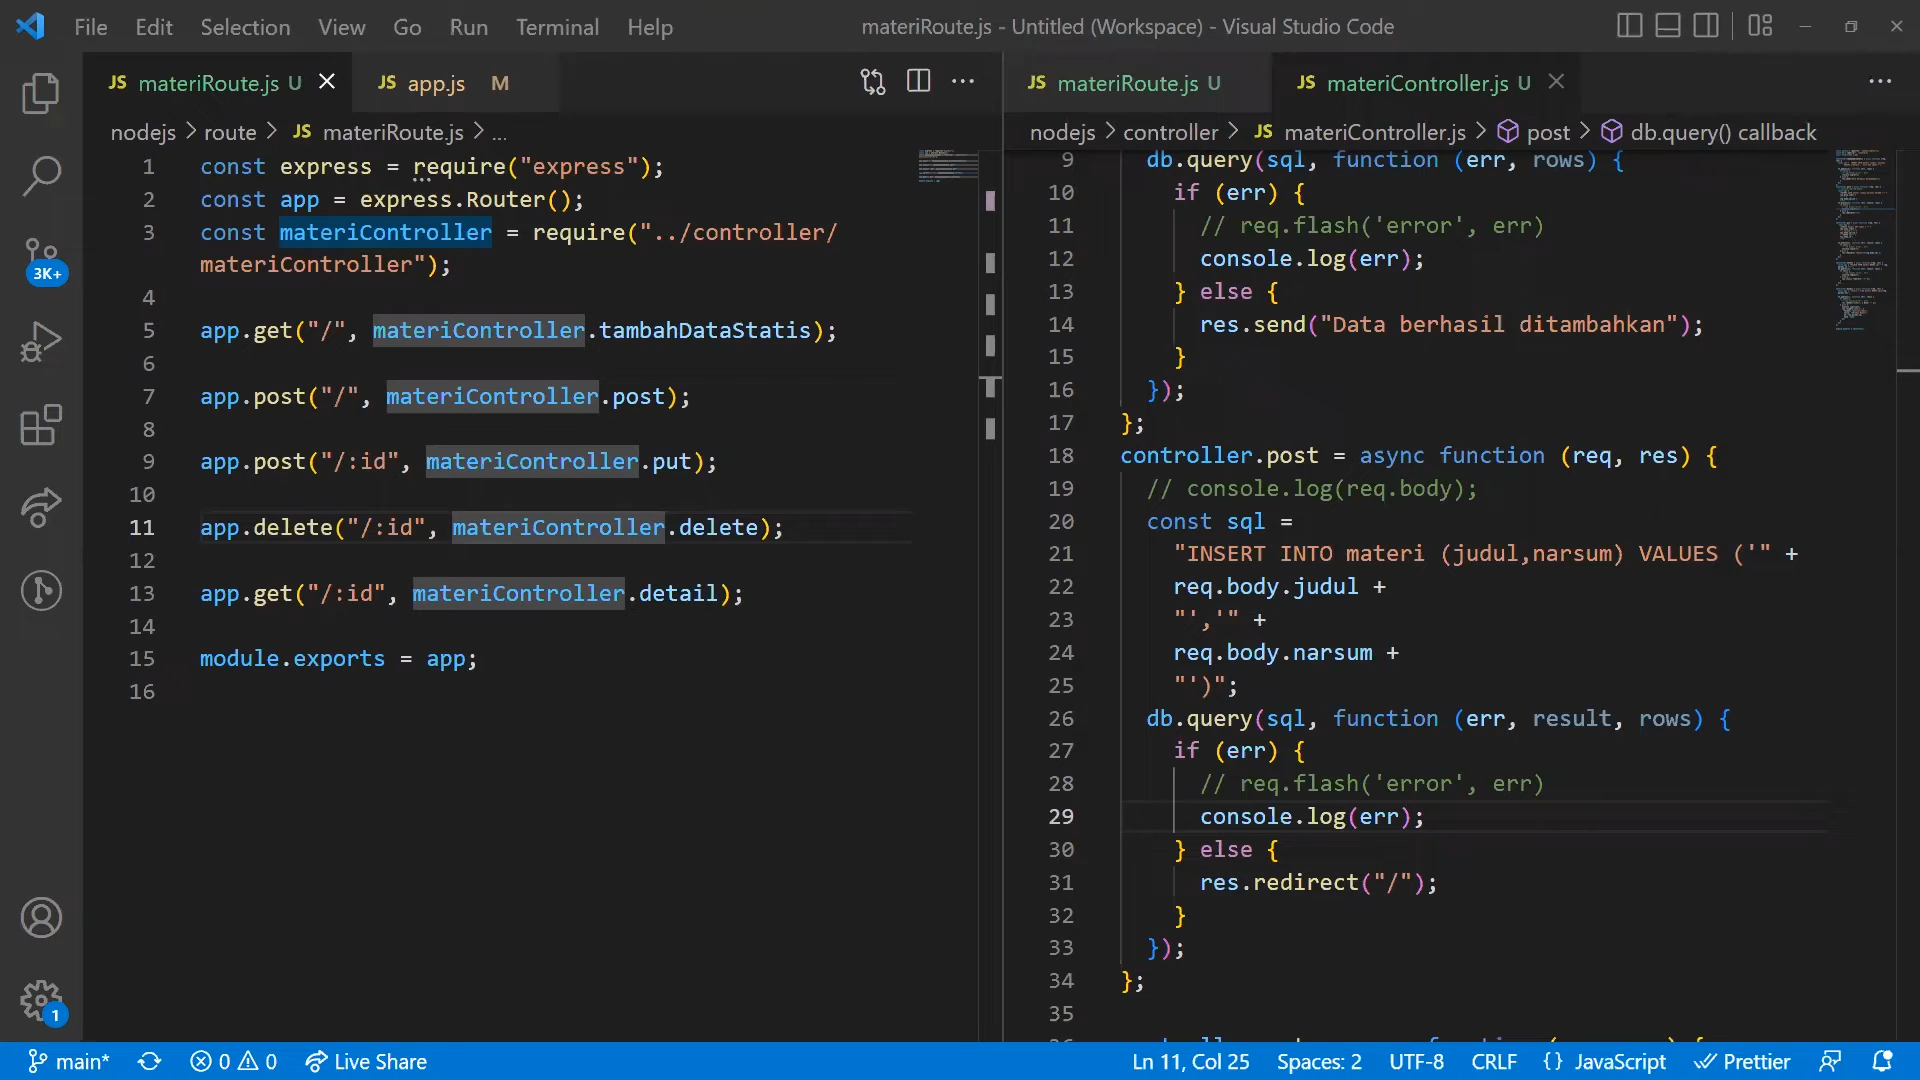 File Edit Selection View Go Run Terminal Help
materiRoute.js - Untitled (Workspace) - Visual Studio Code
JS materiRoute.js U
JS app.js M
nodejs > route > JS materiRoute.js > ...
1 const express = require("express");
2 const app = express.Router();
3 const materiController = require("../controller/
materiController");
4
5 app.get("/", materiController.tambahDataStatis);
6
7 app.post("/", materiController.post);
8
9 app.post("/:id", materiController.put);
10
11 app.delete("/:id", materiController.delete);
12
13 app.get("/:id", materiController.detail);
14
15 module.exports = app;
16
JS materiRoute.js U
JS materiController.js U
nodejs > controller > JS materiController.js > post > db.query() callback
9 db.query(sql, function (err, rows) {
10 if (err) {
11 // req.flash('error', err)
12 console.log(err);
13 } else {
14 res.send("Data berhasil ditambahkan");
15 }
16 });
17 };
18 controller.post = async function (req, res) {
19 // console.log(req.body);
20 const sql =
21 "INSERT INTO materi (judul,narsum) VALUES ('" +
22 req.body.judul +
23 "','" +
24 req.body.narsum +
25 "')";
26 db.query(sql, function (err, result, rows) {
27 if (err) {
28 // req.flash('error', err)
29 console.log(err);
30 } else {
31 res.redirect("/");
32 }
33 });
34 };
35
3K+
1
main* 0 0 Live Share
Ln 11, Col 25 Spaces: 2 UTF-8 CRLF {} JavaScript Prettier